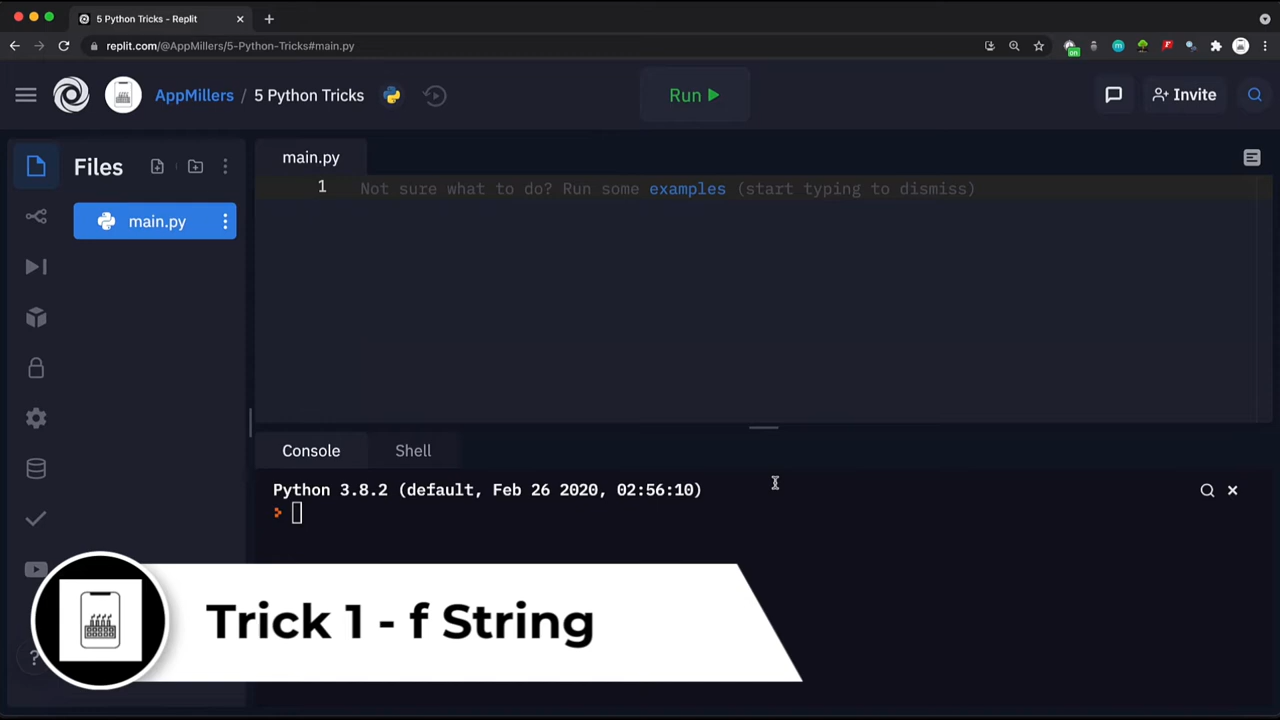 5 Python Tricks - Replit
replit.com/@AppMillers/5-Python-Tricks#main.py
on
AppMillers / 5 Python Tricks
Run
Invite
Files
main.py
main.py
1 Not sure what to do? Run some examples (start typing to dismiss)
Console
Shell
Python 3.8.2 (default, Feb 26 2020, 02:56:10)
Trick 1 - f String
?